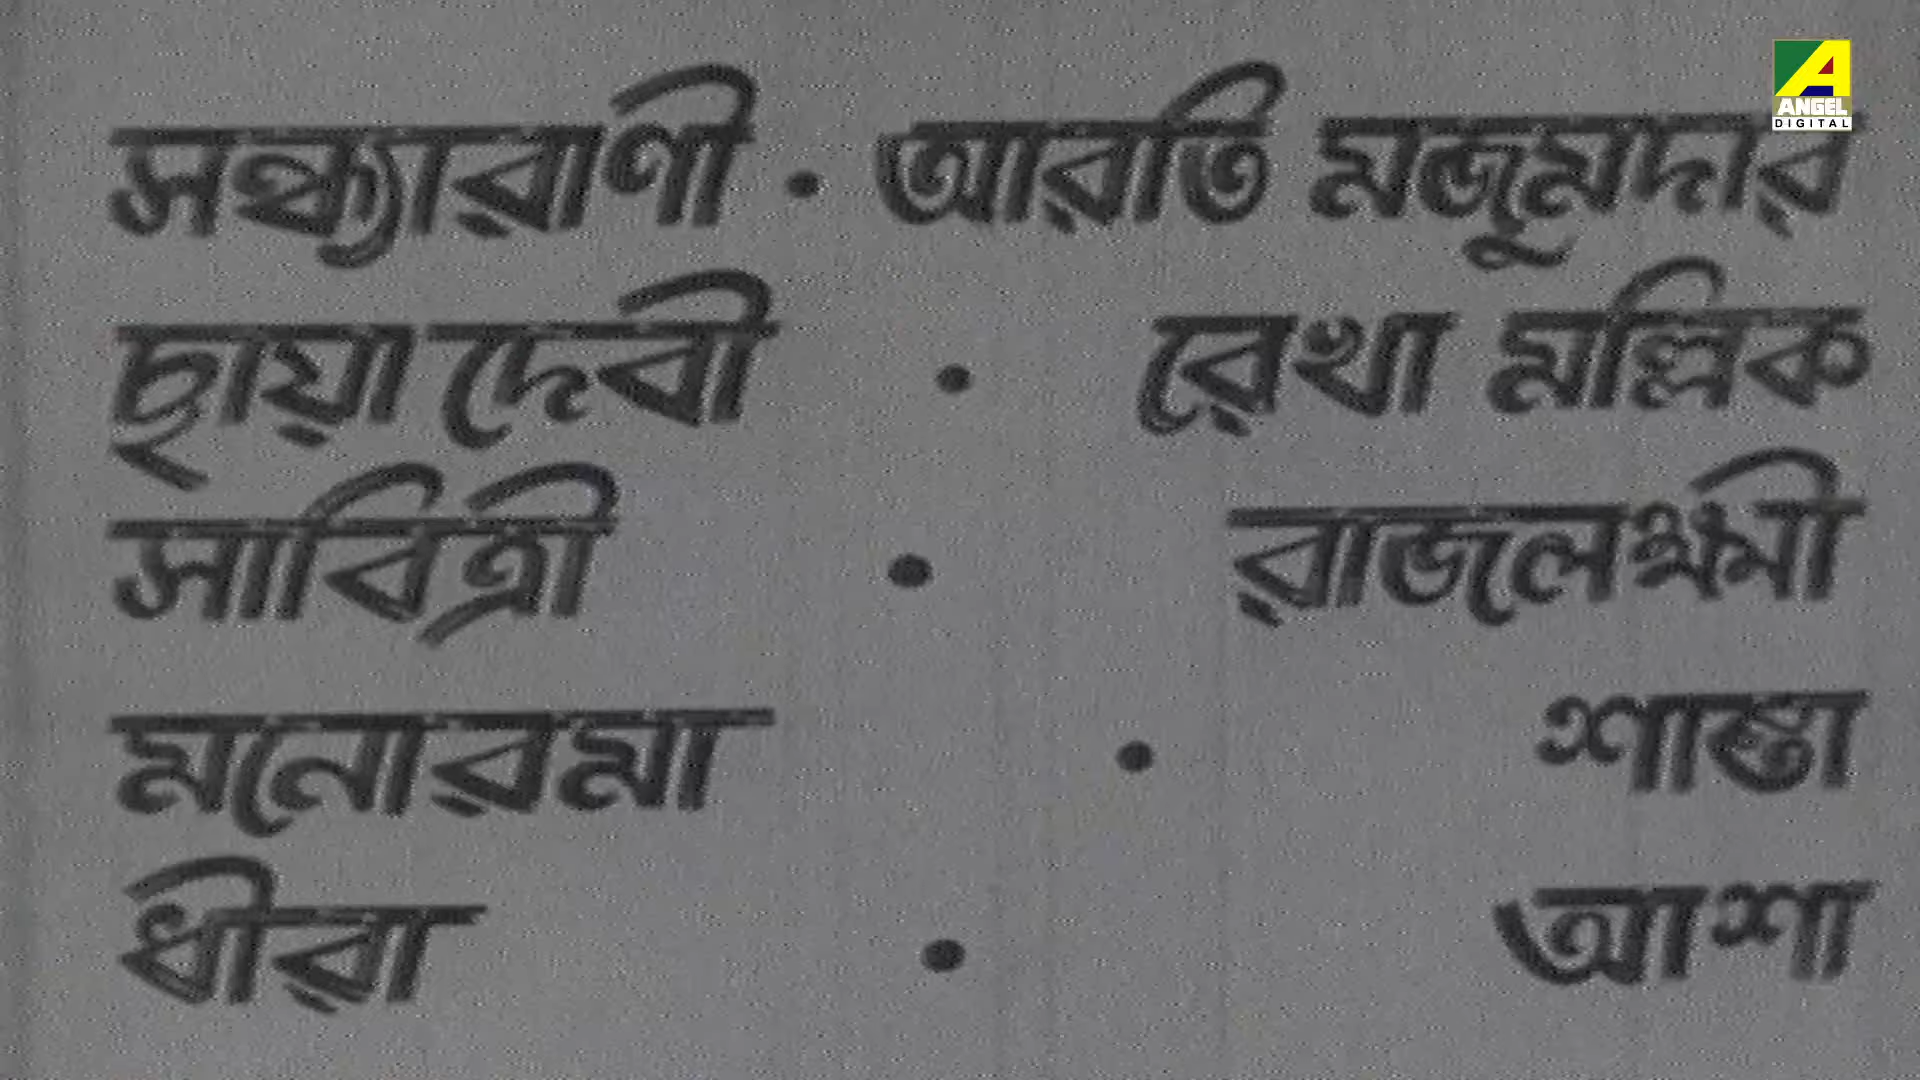 সন্ধ্যারাণী • আরতি মজুমদার
ছায়া দেবী • রেখা মল্লিক
সাবিত্রী • রাজলক্ষ্মী
মনোরমা • শান্তা
ধীরা • আশা
ANGEL
DIGITAL